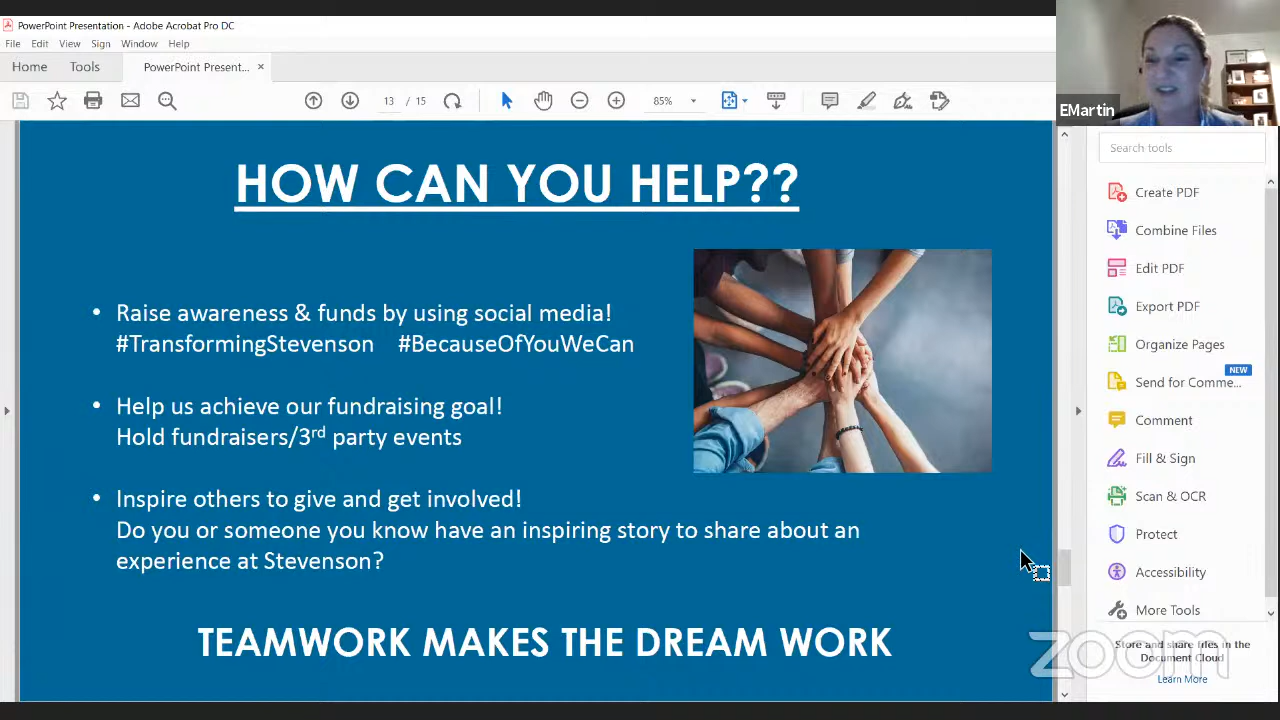 PowerPoint Presentation - Adobe Acrobat Pro DC
File Edit View Sign Window Help
Home Tools PowerPoint Present... ×
13 / 15 85%
EMartin
HOW CAN YOU HELP??
• Raise awareness & funds by using social media!
#TransformingStevenson #BecauseOfYouWeCan
• Help us achieve our fundraising goal!
Hold fundraisers/3rd party events
• Inspire others to give and get involved!
Do you or someone you know have an inspiring story to share about an
experience at Stevenson?
TEAMWORK MAKES THE DREAM WORK
Search tools
Create PDF
Combine Files
Edit PDF
Export PDF
Organize Pages
NEW
Send for Comme...
Comment
Fill & Sign
Scan & OCR
Protect
Accessibility
More Tools
Store and share files in the
Document Cloud
Learn More
zoom